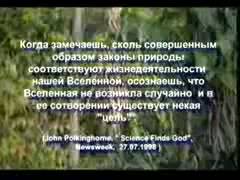 Когда замечаешь, сколь совершенным
образом законы природы
соответствуют жизнедеятельности
нашей Вселенной, осознаешь, что
Вселенная не возникла случайно и в
ее сотворении существует некая
"цель".
(John Polkinghorne, " Science Finds God",
Newsweek, 27.07.1998 )